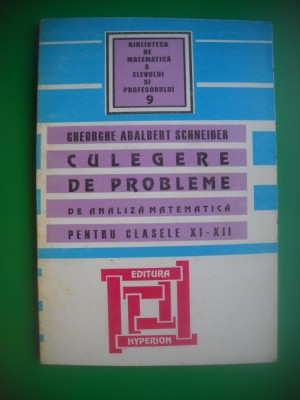 BIBLIOTECA
DE
MATEMATICĂ
A
ELEVULUI
SI
PROFESORULUI
9
GHEORGHE ADALBERT SCHNEIDER
CULEGERE
DE PROBLEME
DE ANALIZĂ MATEMATICĂ
PENTRU CLASELE XI-XII
EDITURA
HYPERION